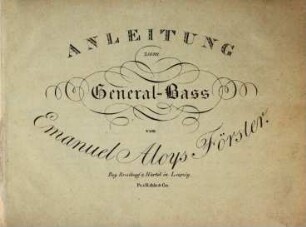 ANLEITUNG
zum
General-Bass
von
Emanuel Aloys Förster.
Bey Breitkopf & Härtel in Leipzig.